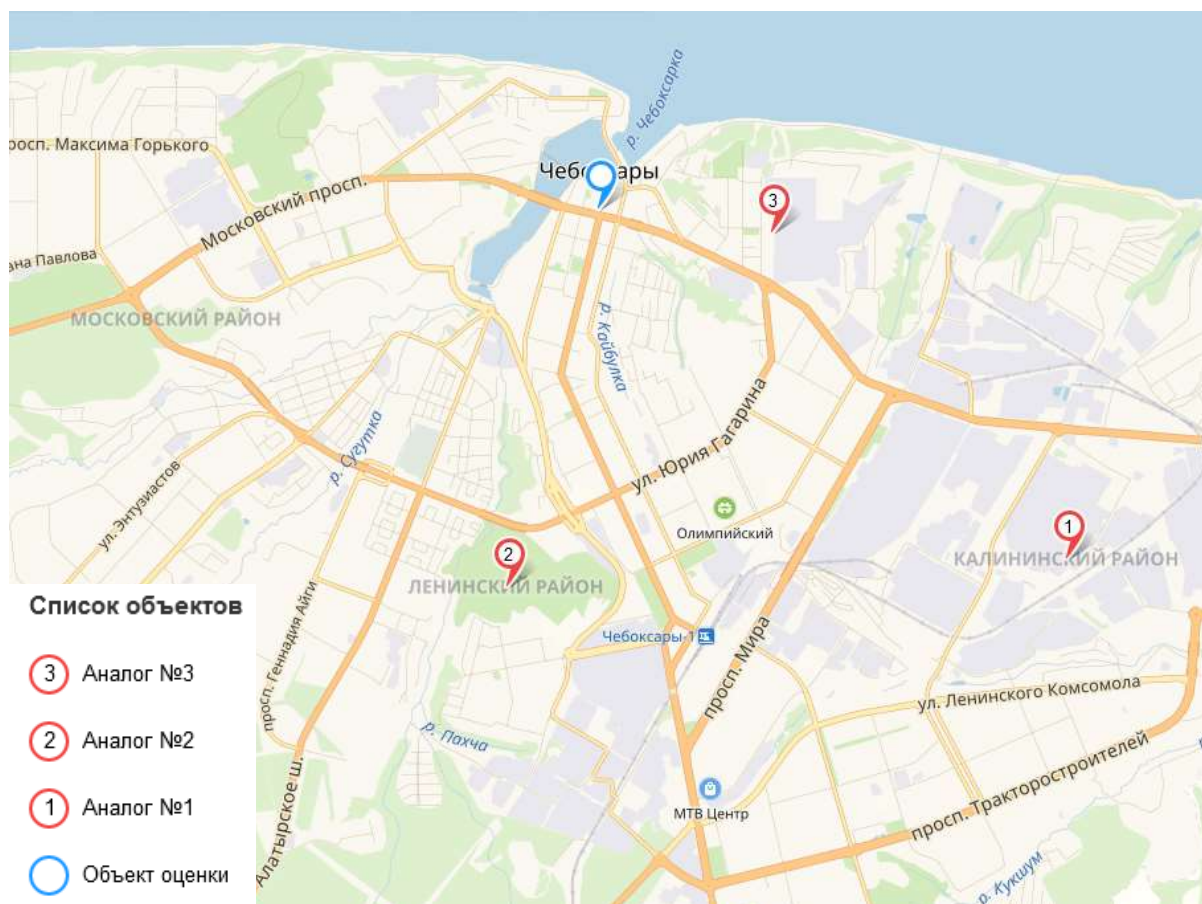 р. Чебоксарка
просп. Максима Горького
Чебоксары
Московский просп.
3
Павлова
МОСКОВСКИЙ РАЙОН
р. Кайбулка
ул. Юрия Гагарина
р. Сугутка
ул. Энтузиастов
Олимпийский
1
КАЛИНИНСКИЙ РАЙОН
2
ЛЕНИНСКИЙ РАЙОН
Чебоксары-1
просп. Мира
просп. Геннадия Айги
ул. Ленинского Комсомола
р. Пахча
просп. Тракторостроителей
МТВ Центр
Алатырское ш.
р. Кукшум
Список объектов
3 Аналог №3
2 Аналог №2
1 Аналог №1
Объект оценки